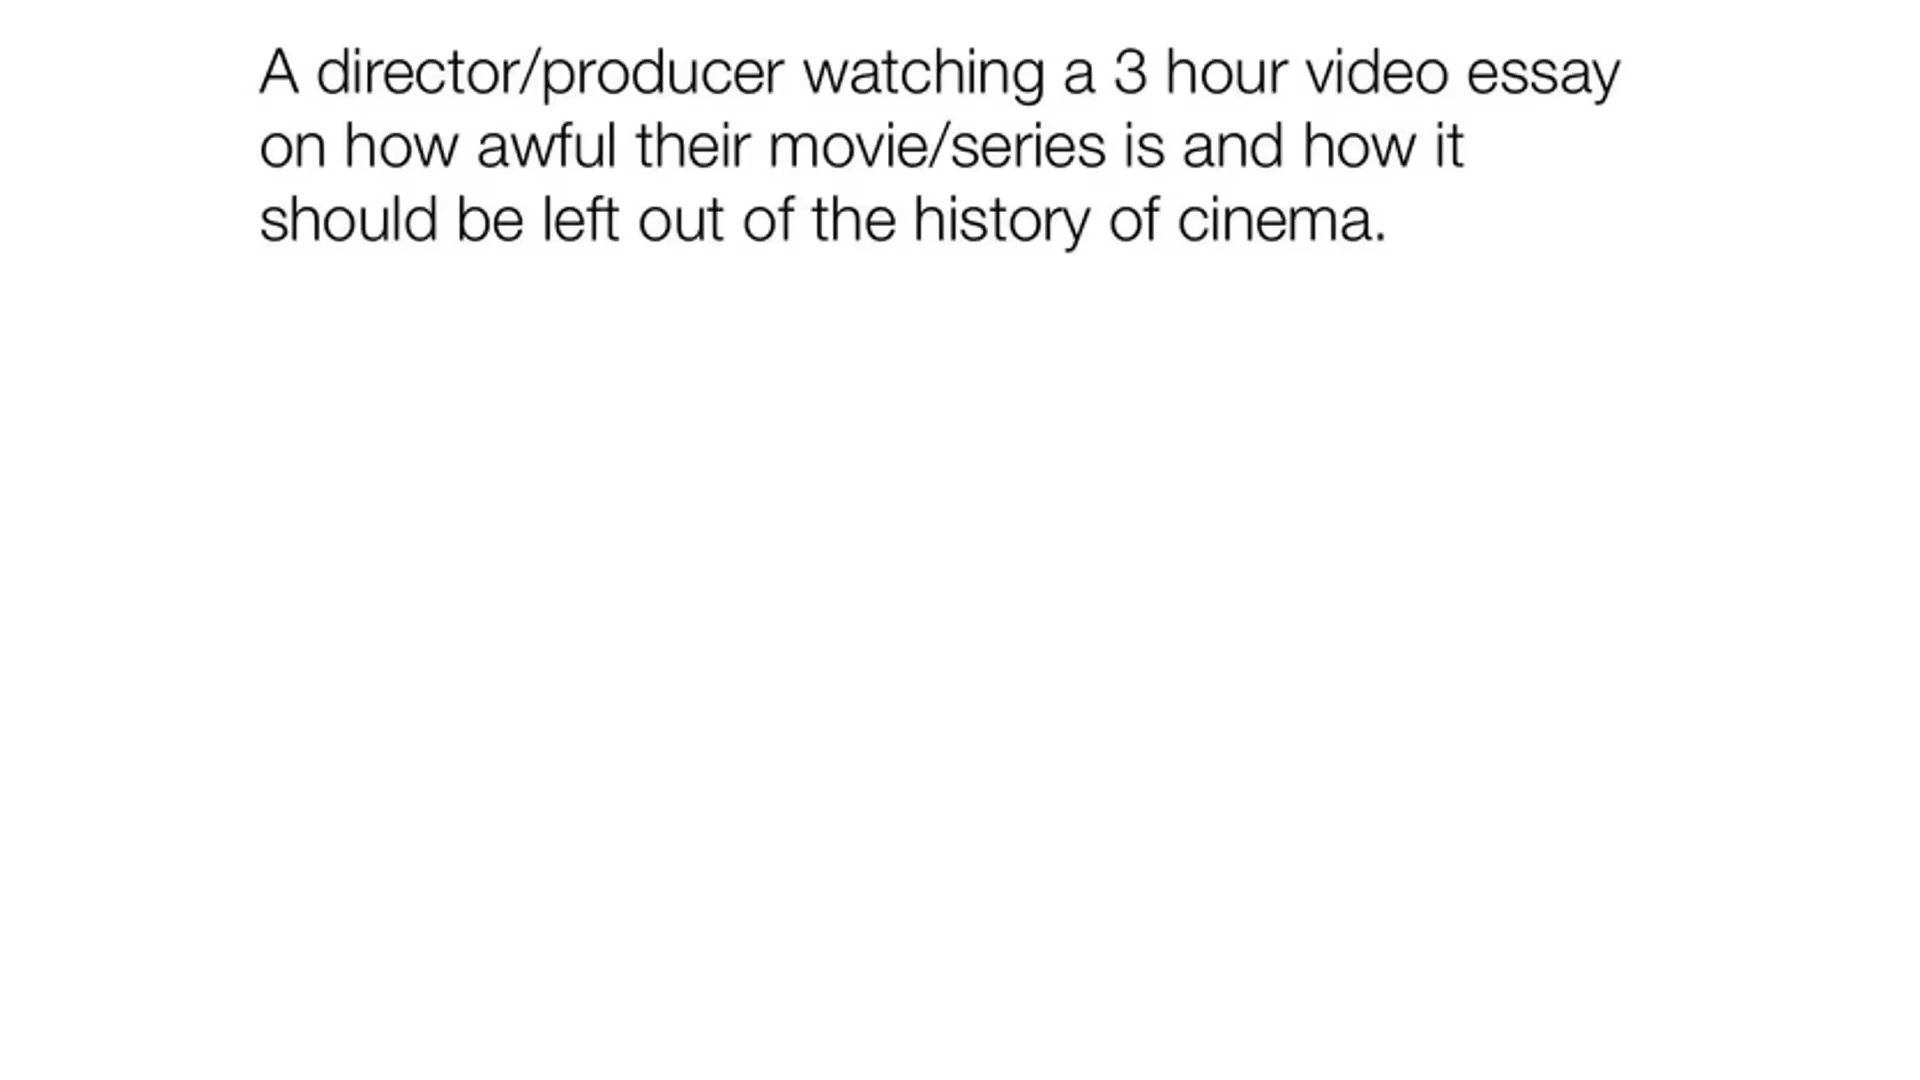 A director/producer watching a 3 hour video essay
on how awful their movie/series is and how it
should be left out of the history of cinema.